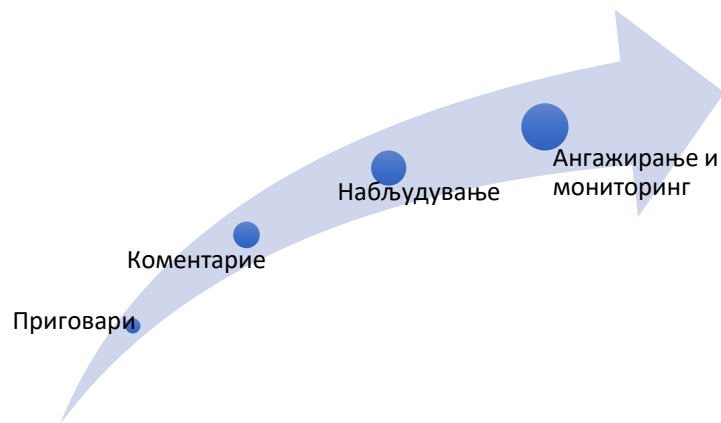 Ангажирање и
мониторинг
Набљудување
Коментарие
Приговари